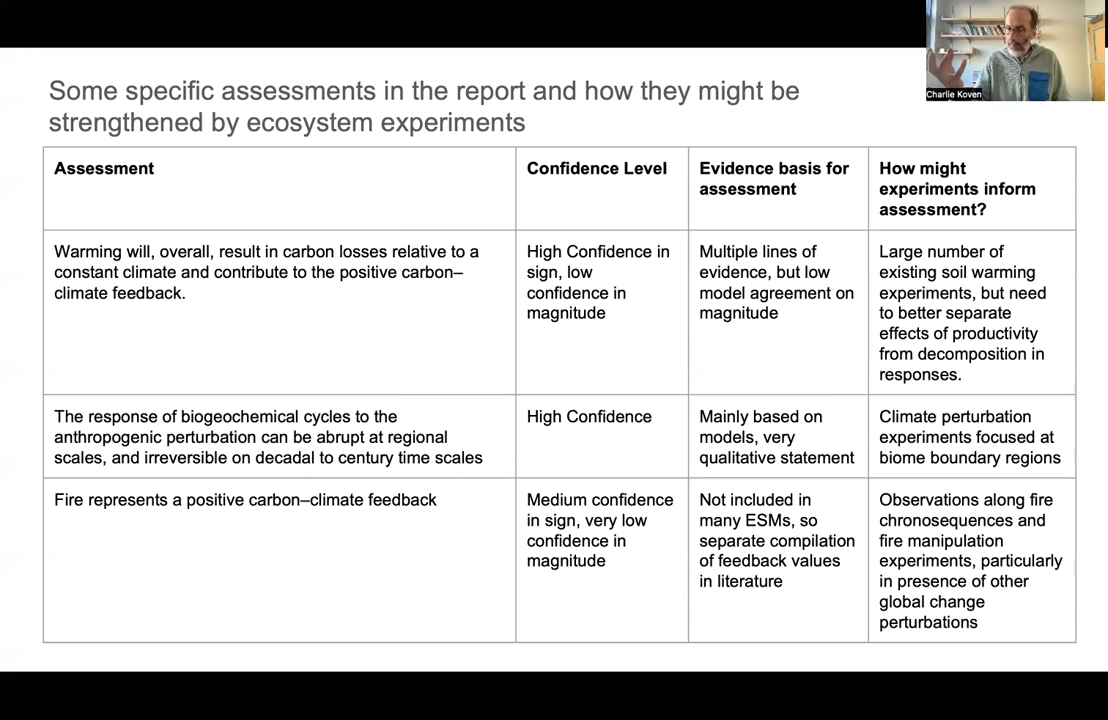 Charlie Koven
Some specific assessments in the report and how they might be
strengthened by ecosystem experiments
Assessment
Confidence Level
Evidence basis for
assessment
How might
experiments inform
assessment?
Warming will, overall, result in carbon losses relative to a
constant climate and contribute to the positive carbon–
climate feedback.
High Confidence in
sign, low
confidence in
magnitude
Multiple lines of
evidence, but low
model agreement on
magnitude
Large number of
existing soil warming
experiments, but need
to better separate
effects of productivity
from decomposition in
responses.
The response of biogeochemical cycles to the
anthropogenic perturbation can be abrupt at regional
scales, and irreversible on decadal to century time scales
High Confidence
Mainly based on
models, very
qualitative statement
Climate perturbation
experiments focused at
biome boundary regions
Fire represents a positive carbon–climate feedback
Medium confidence
in sign, very low
confidence in
magnitude
Not included in
many ESMs, so
separate compilation
of feedback values
in literature
Observations along fire
chronosequences and
fire manipulation
experiments, particularly
in presence of other
global change
perturbations